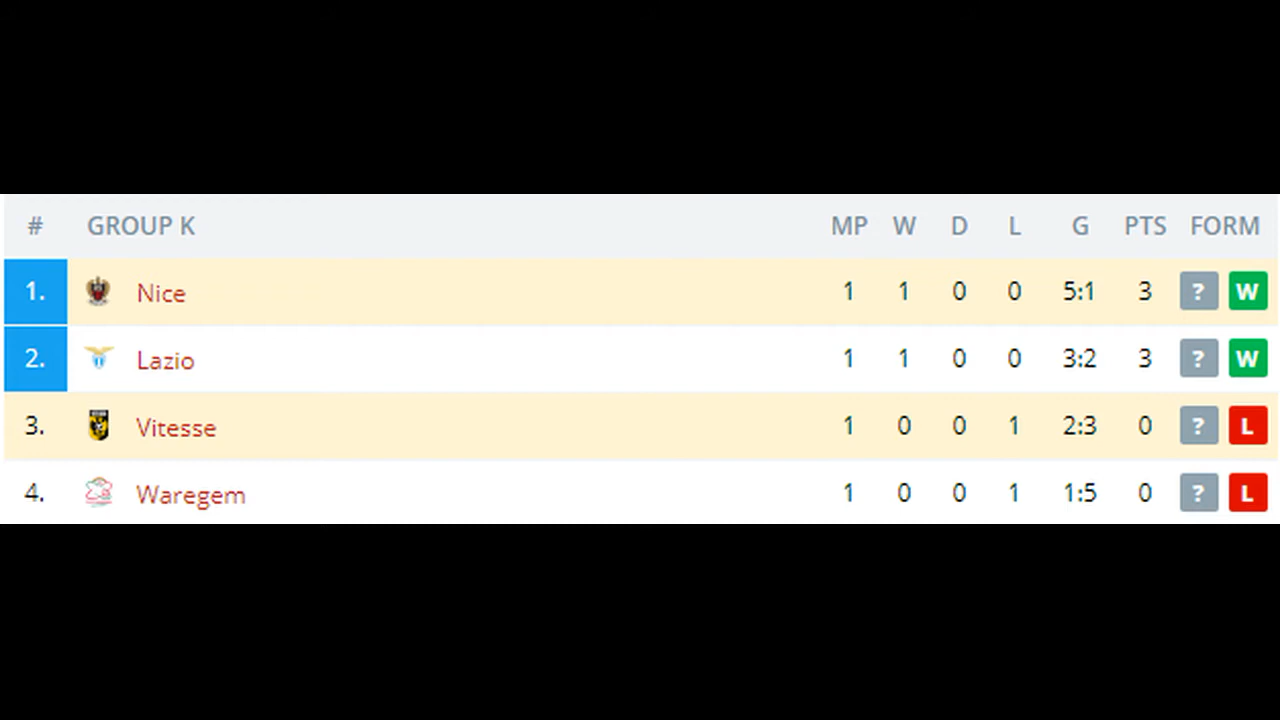 # GROUP K MP W D L G PTS FORM
1. Nice 1 1 0 0 5:1 3 ? W
2. Lazio 1 1 0 0 3:2 3 ? W
3. Vitesse 1 0 0 1 2:3 0 ? L
4. Waregem 1 0 0 1 1:5 0 ? L